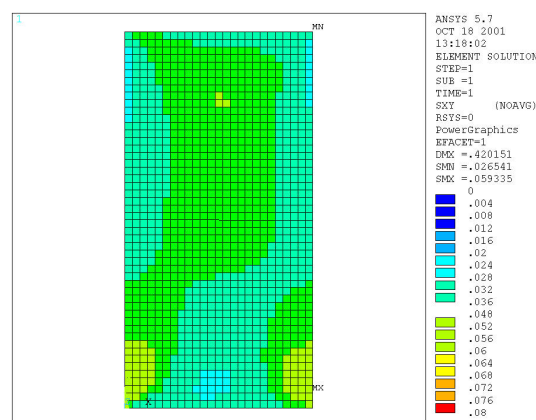 1
MN
MX
X
ANSYS 5.7
OCT 18 2001
13:18:02
ELEMENT SOLUTION
STEP=1
SUB =1
TIME=1
SXY (NOAVG)
RSYS=0
PowerGraphics
EFACET=1
DMX =.420151
SMN =.026541
SMX =.059335
0
.004
.008
.012
.016
.02
.024
.028
.032
.036
.048
.052
.056
.06
.064
.068
.072
.076
.08